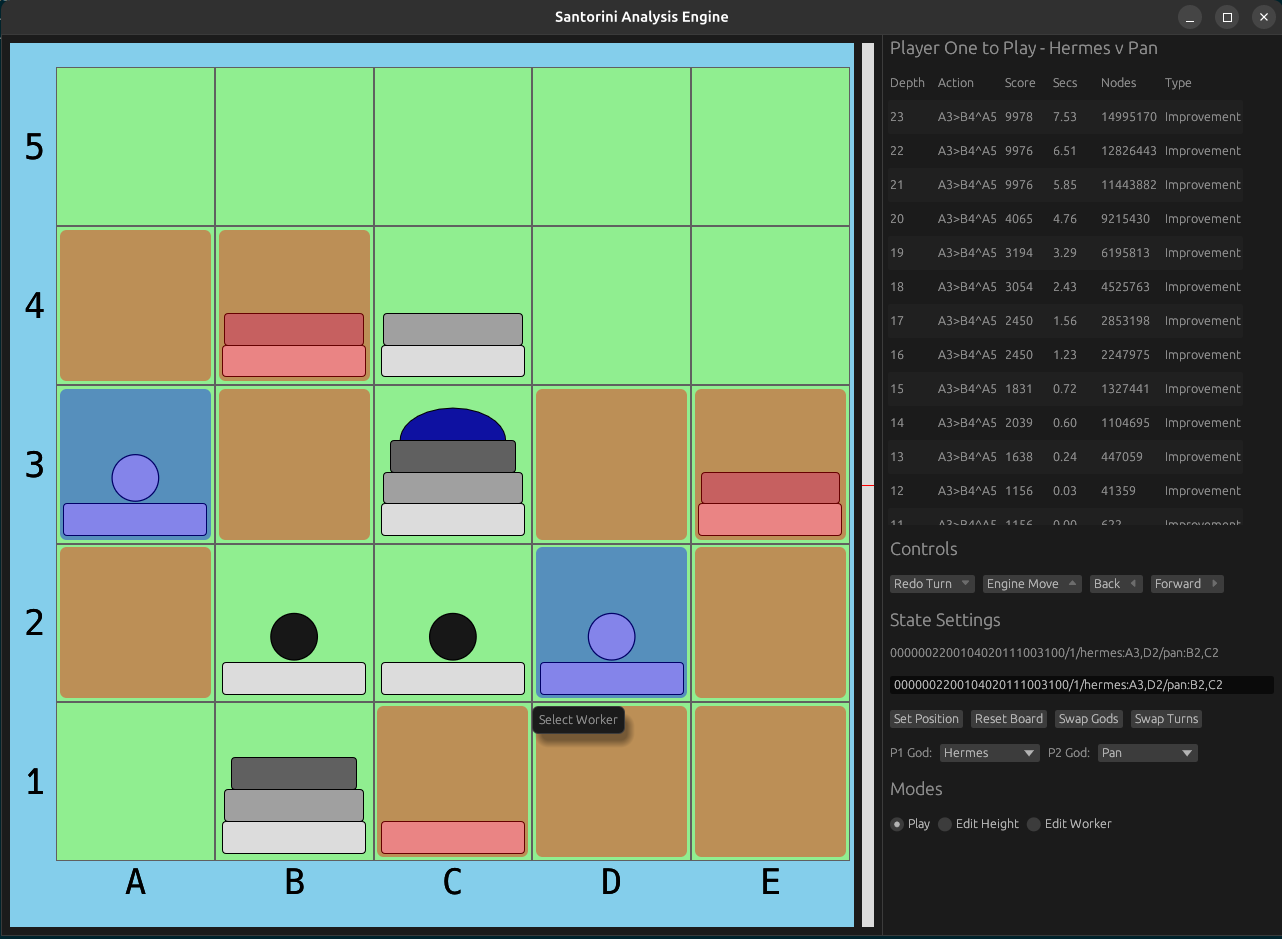 Santorini Analysis Engine
5
4
3
2
1
A B C D E
Select Worker
Player One to Play - Hermes v Pan
Depth Action Score Secs Nodes Type
23 A3>B4^A5 9978 7.53 14995170 Improvement
22 A3>B4^A5 9976 6.51 12826443 Improvement
21 A3>B4^A5 9976 5.85 11443882 Improvement
20 A3>B4^A5 4065 4.76 9215430 Improvement
19 A3>B4^A5 3194 3.29 6195813 Improvement
18 A3>B4^A5 3054 2.43 4525763 Improvement
17 A3>B4^A5 2450 1.56 2853198 Improvement
16 A3>B4^A5 2450 1.23 2247975 Improvement
15 A3>B4^A5 1831 0.72 1327441 Improvement
14 A3>B4^A5 2039 0.60 1104695 Improvement
13 A3>B4^A5 1638 0.24 447059 Improvement
12 A3>B4^A5 1156 0.03 41359 Improvement
11 A3>B4^A5 1156 0.00 622 Improvement
Controls
Redo Turn Engine Move Back Forward
State Settings
0000002200104020111003100/1/hermes:A3,D2/pan:B2,C2
0000002200104020111003100/1/hermes:A3,D2/pan:B2,C2
Set Position Reset Board Swap Gods Swap Turns
P1 God: Hermes P2 God: Pan
Modes
Play Edit Height Edit Worker